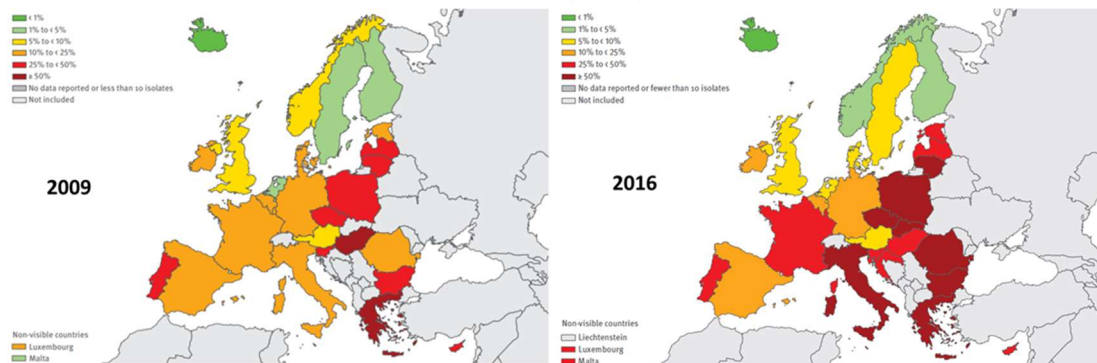 < 1%
1% to < 5%
5% to < 10%
10% to < 25%
25% to < 50%
≥ 50%
No data reported or less than 10 isolates
Not included
2009
Non-visible countries
Luxembourg
Malta
< 1%
1% to < 5%
5% to < 10%
10% to < 25%
25% to < 50%
≥ 50%
No data reported or fewer than 10 isolates
Not included
2016
Non-visible countries
Liechtenstein
Luxembourg
Malta